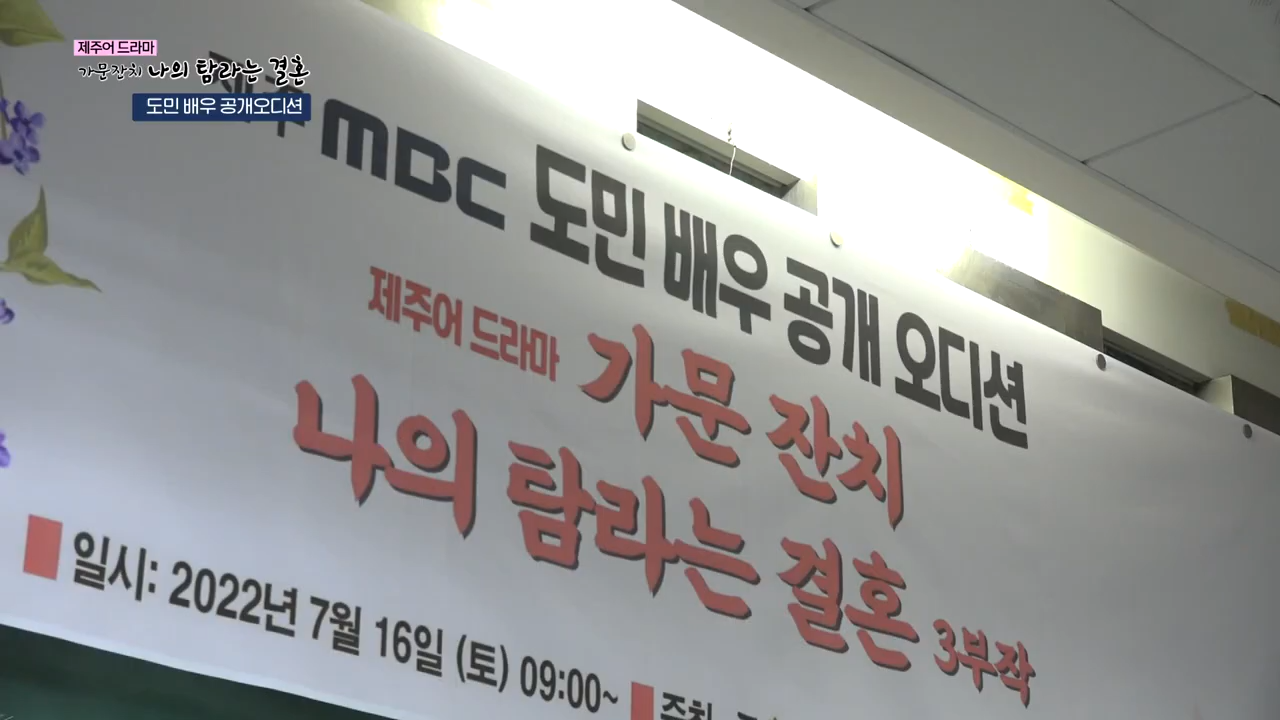 제주어 드라마
가문잔치 나의 탐라는 결혼
도민 배우 공개오디션
mBC 도민 배우 공개 오디션
제주어 드라마 가문 잔치
나의 탐라는 결혼 3부작
일시: 2022년 7월 16일 (토) 09:00~